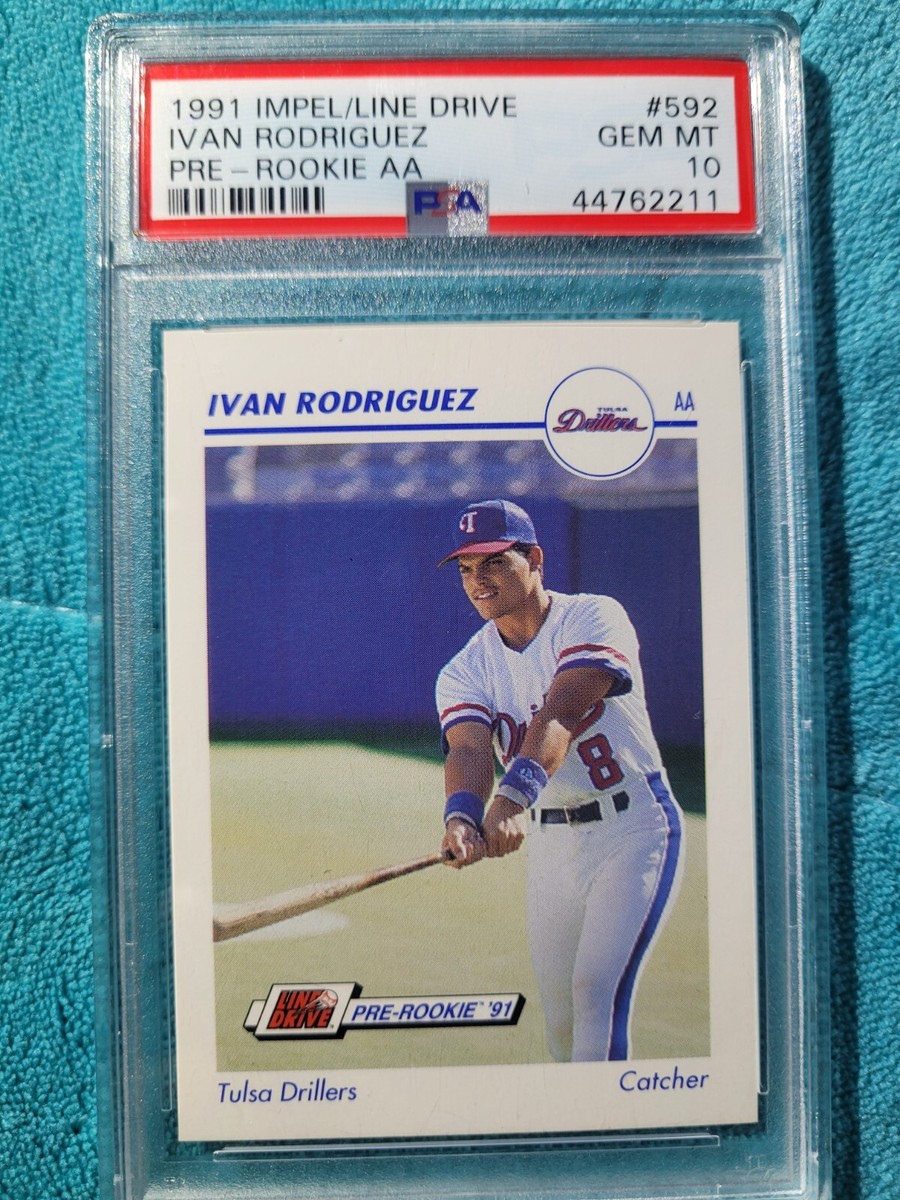 1991 IMPEL/LINE DRIVE #592
IVAN RODRIGUEZ GEM MT
PRE-ROOKIE AA 10
PSA 44762211
IVAN RODRIGUEZ TULSA Drillers AA
T
8
LINE DRIVE PRE-ROOKIE™ '91
Tulsa Drillers Catcher